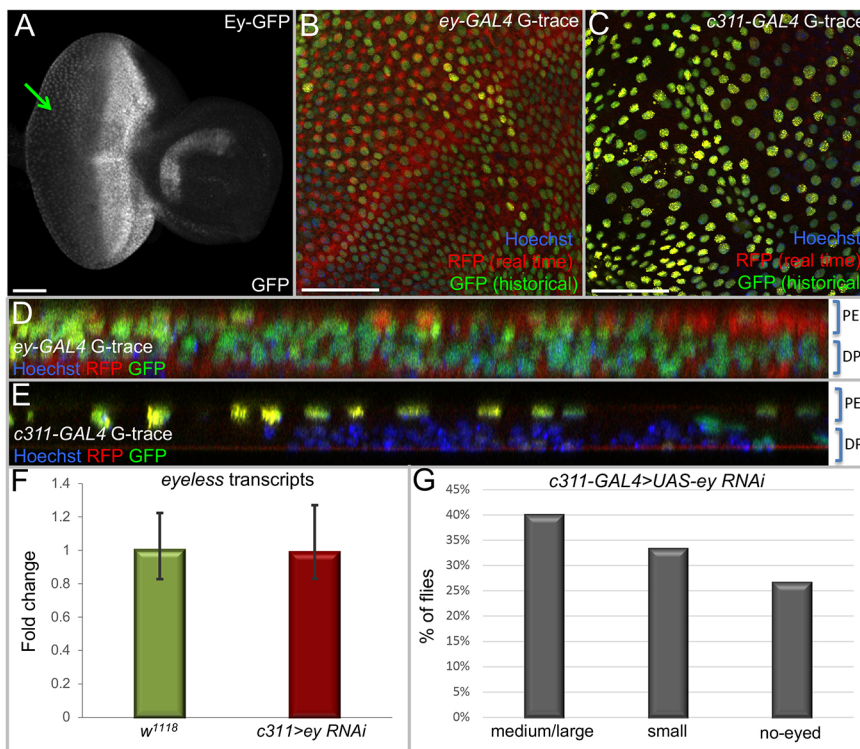 A
Ey-GFP
GFP
B
ey-GAL4 G-trace
Hoechst
RFP (real time)
GFP (historical)
C
c311-GAL4 G-trace
Hoechst
RFP (real time)
GFP (historical)
D
ey-GAL4 G-trace
Hoechst RFP GFP
PE
DP
E
c311-GAL4 G-trace
Hoechst RFP GFP
PE
DP
F
eyeless transcripts
Fold change
1.4
1.2
1
0.8
0.6
0.4
0.2
0
w1118
c311>ey RNAi
G
c311-GAL4>UAS-ey RNAi
% of flies
45%
40%
35%
30%
25%
20%
15%
10%
5%
0%
medium/large
small
no-eyed